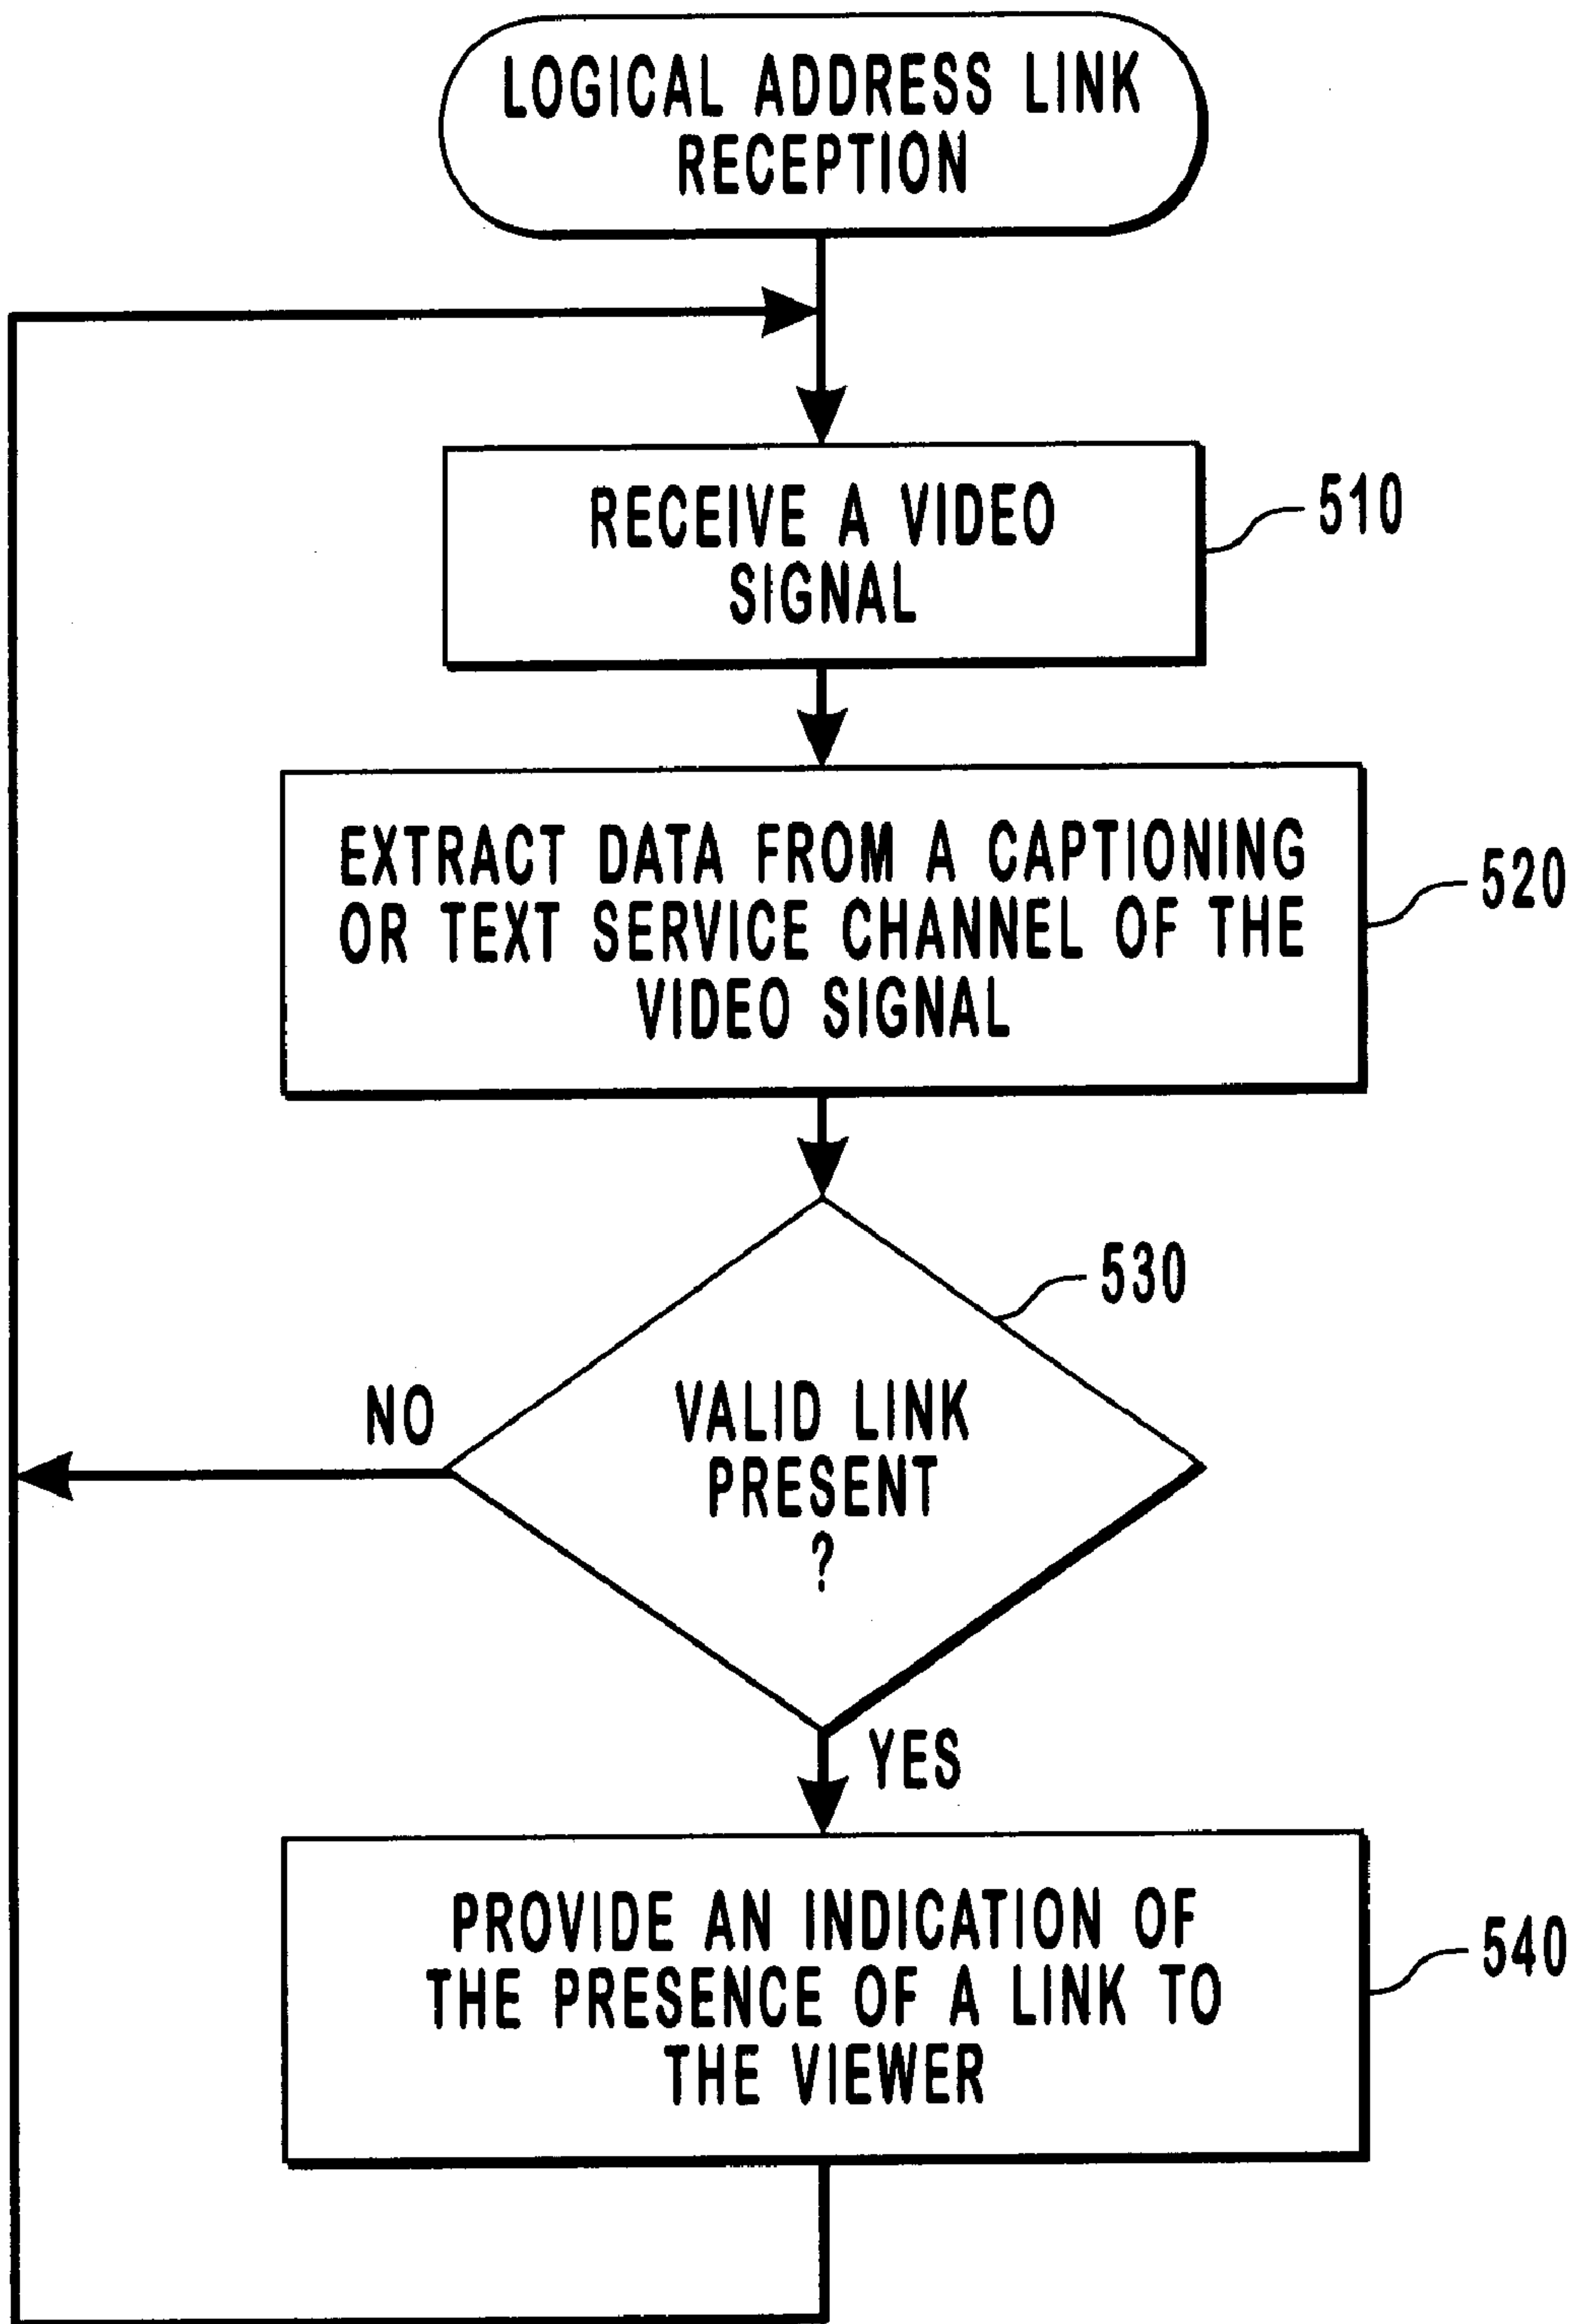 LOGICAL ADDRESS LINK
RECEPTION
RECEIVE A VIDEO
SIGNAL
510
EXTRACT DATA FROM A CAPTIONING
OR TEXT SERVICE CHANNEL OF THE
VIDEO SIGNAL
520
530
NO
VALID LINK
PRESENT
?
YES
PROVIDE AN INDICATION OF
THE PRESENCE OF A LINK TO
THE VIEWER
540